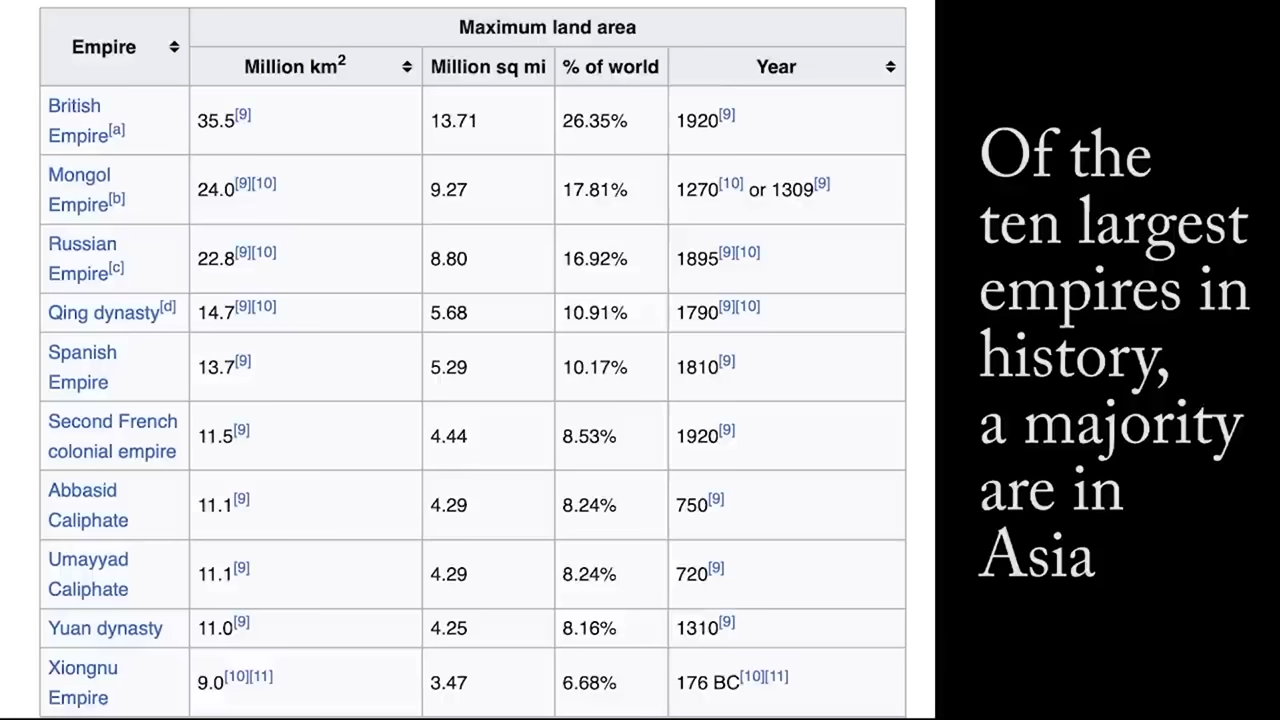 Empire
Maximum land area
Million km2 Million sq mi % of world Year
British
Empire[a] 35.5[9] 13.71 26.35% 1920[9]
Mongol
Empire[b] 24.0[9][10] 9.27 17.81% 1270[10] or 1309[9]
Russian
Empire[c] 22.8[9][10] 8.80 16.92% 1895[9][10]
Qing dynasty[d] 14.7[9][10] 5.68 10.91% 1790[9][10]
Spanish
Empire 13.7[9] 5.29 10.17% 1810[9]
Second French
colonial empire 11.5[9] 4.44 8.53% 1920[9]
Abbasid
Caliphate 11.1[9] 4.29 8.24% 750[9]
Umayyad
Caliphate 11.1[9] 4.29 8.24% 720[9]
Yuan dynasty 11.0[9] 4.25 8.16% 1310[9]
Xiongnu
Empire 9.0[10][11] 3.47 6.68% 176 BC[10][11]
Of the
ten largest
empires in
history,
a majority
are in
Asia